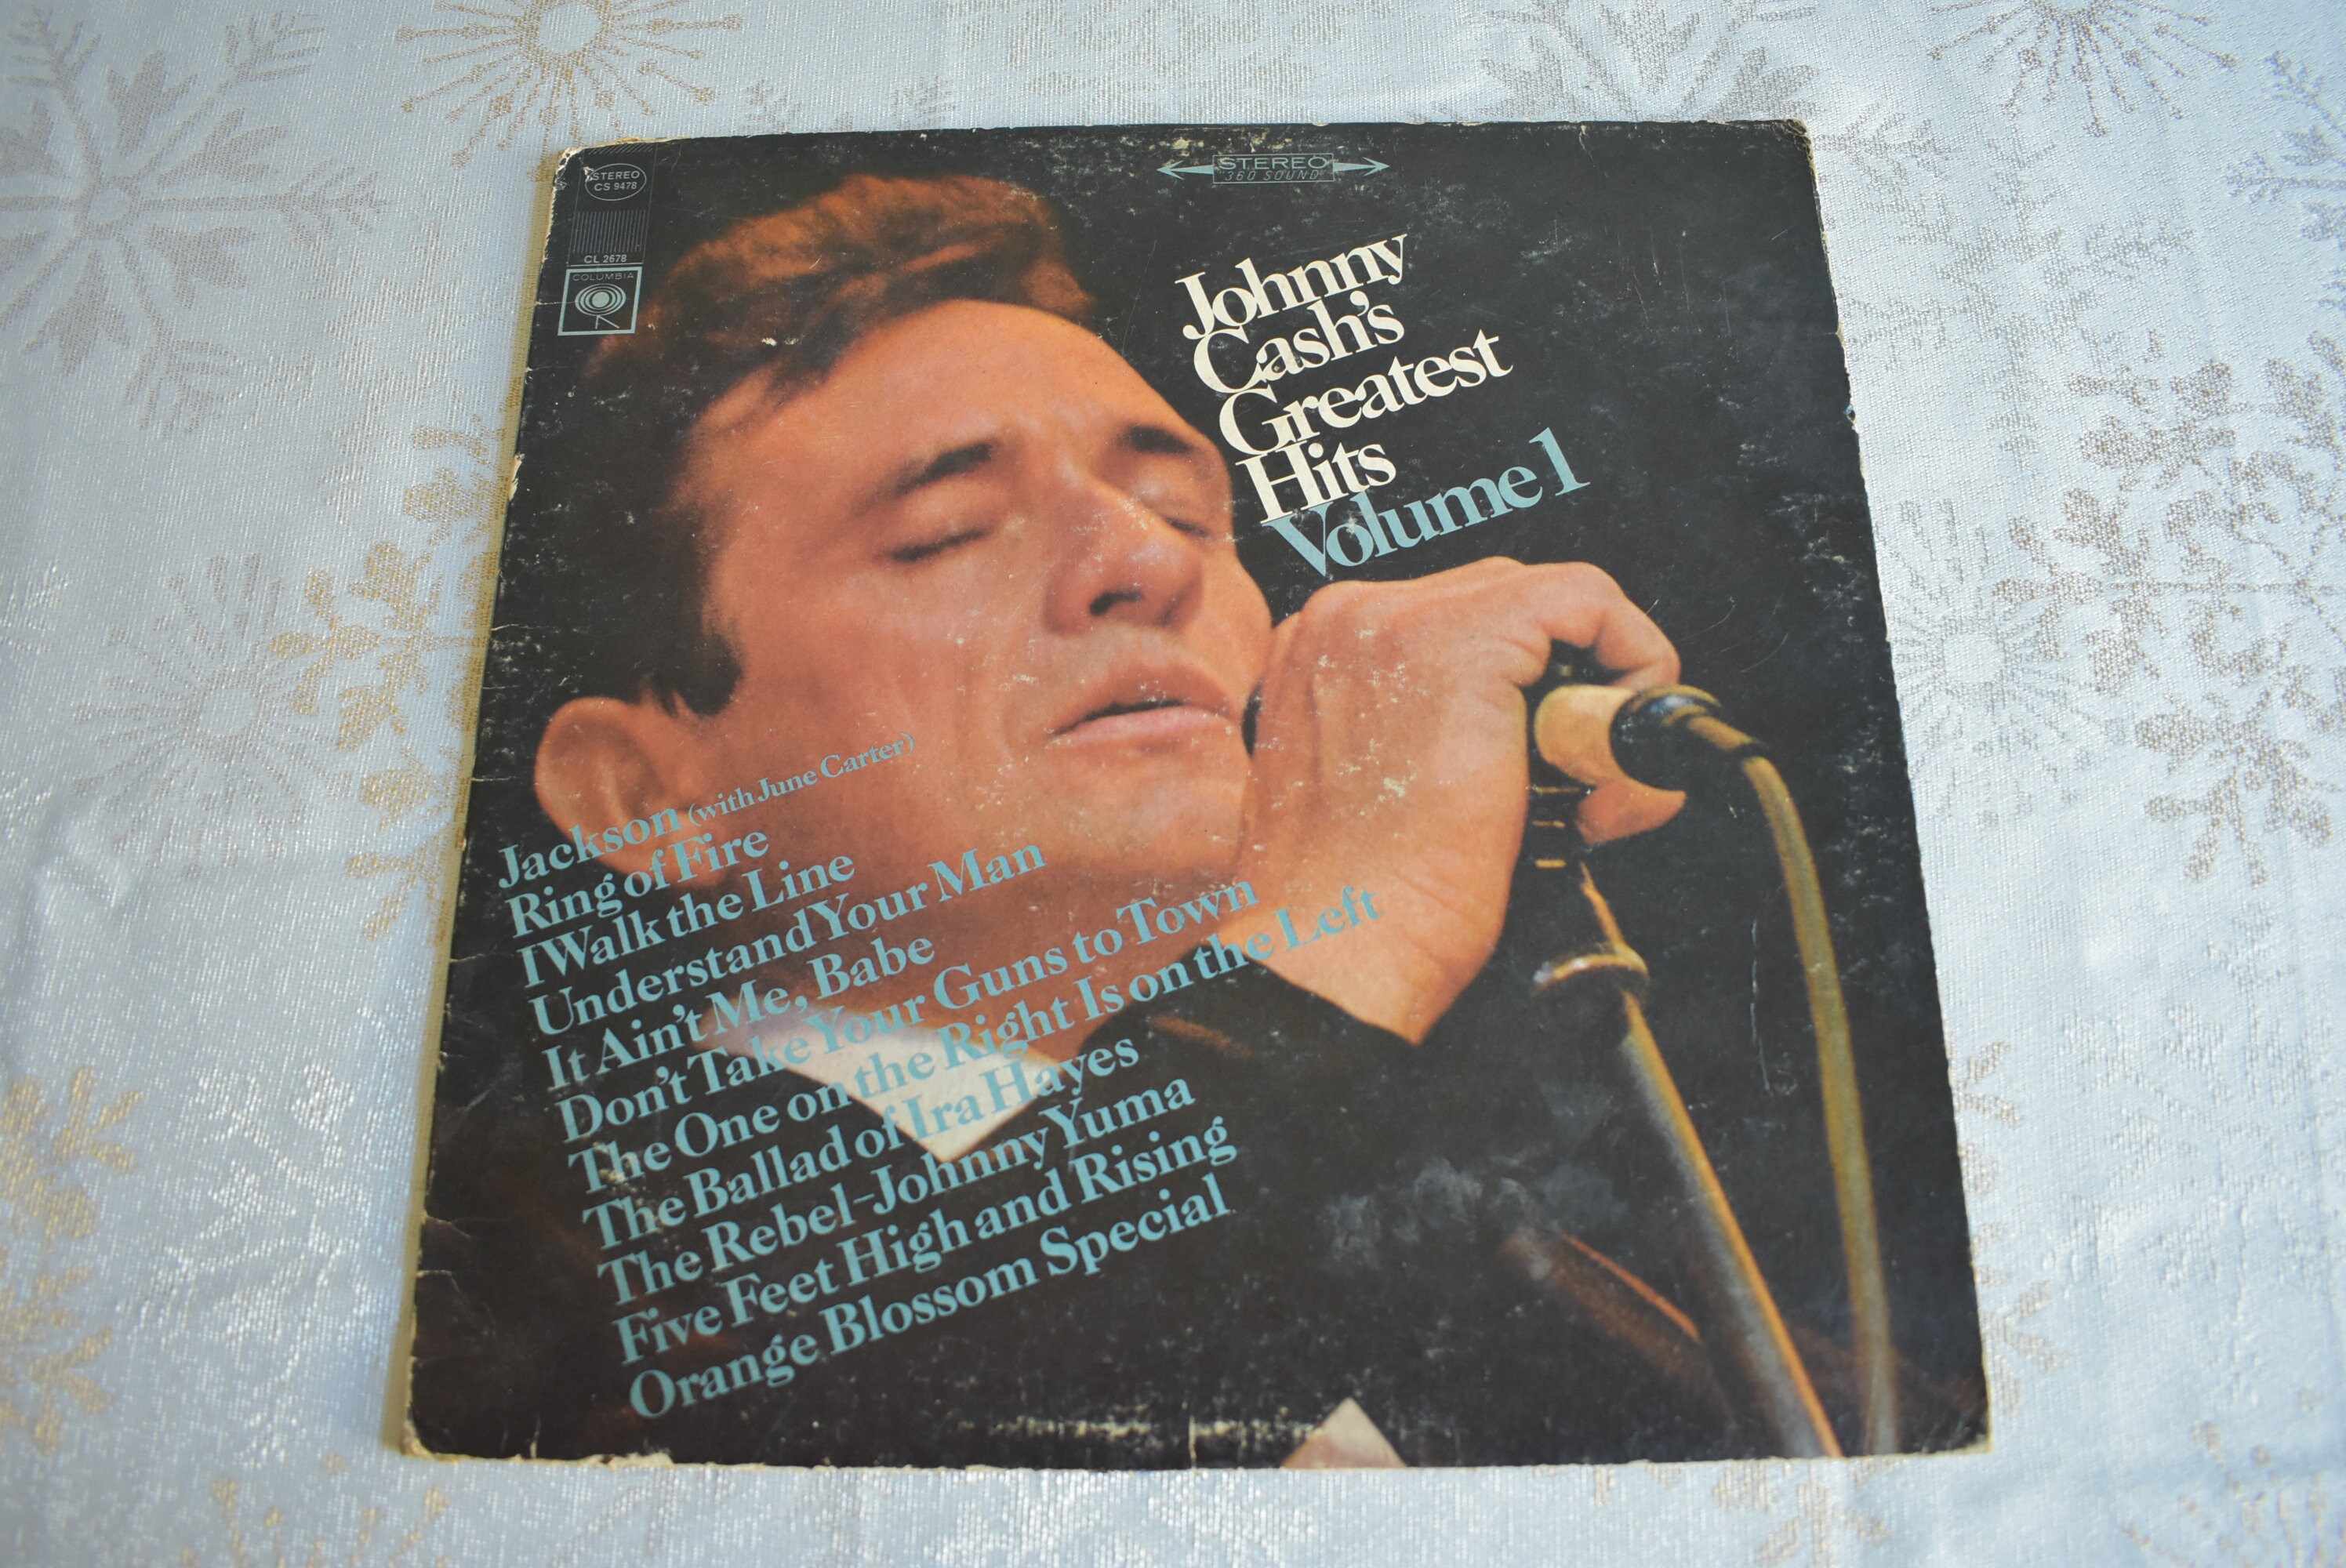 STEREO
CS 9478
CL 2678
COLUMBIA
STEREO
360 SOUND
Johnny
Cash's
Greatest
Hits
Volume 1
Jackson (with June Carter)
Ring of Fire
I Walk the Line
Understand Your Man
It Ain't Me, Babe
Don't Take Your Guns to Town
The One on the Right Is on the Left
The Ballad of Ira Hayes
The Rebel-Johnny Yuma
Five Feet High and Rising
Orange Blossom Special